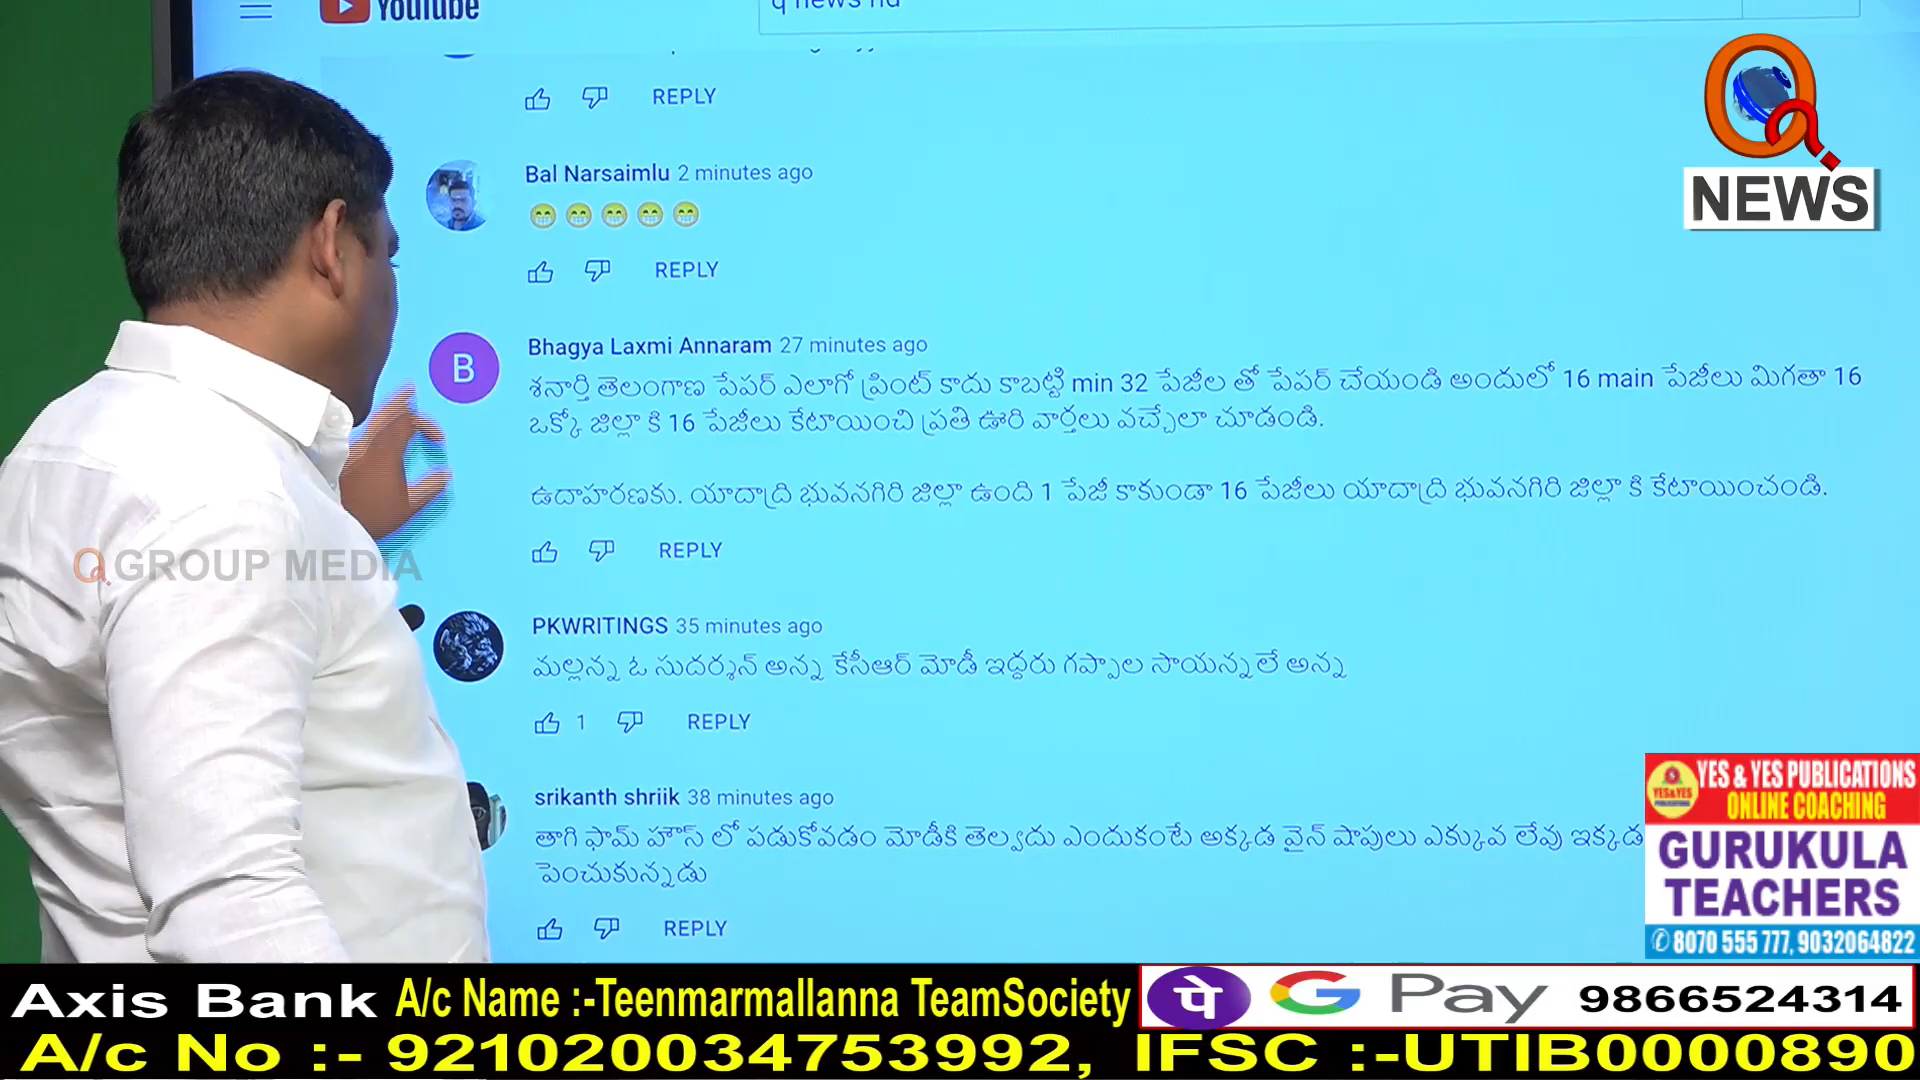 YouTube
REPLY
Q
NEWS
Bal Narsaimlu 2 minutes ago
REPLY
B
Bhagya Laxmi Annaram 27 minutes ago
శనార్తి తెలంగాణ పేపర్ ఎలాగో ప్రింట్ కాదు కాబట్టి min 32 పేజీల తో పేపర్ చేయండి అందులో 16 main పేజీలు మిగతా 16
ఒక్కో జిల్లా కి 16 పేజీలు కేటాయించి ప్రతి ఊరి వార్తలు వచ్చేలా చూడండి.
ఉదాహరణకు. యాదాద్రి భువనగిరి జిల్లా ఉంది 1 పేజీ కాకుండా 16 పేజీలు యాదాద్రి భువనగిరి జిల్లా కి కేటాయించండి.
REPLY
Q GROUP MEDIA
PKWRITINGS 35 minutes ago
మల్లన్న ఓ సుదర్శన్ అన్న కేసీఆర్ మోడీ ఇద్దరు గప్పాల సాయన్నలే అన్న
1 REPLY
srikanth shriik 38 minutes ago
తాగి ఫామ్ హౌస్ లో పడుకోవడం మోడీకి తెల్వదు ఎందుకంటే అక్కడ వైన్ షాపులు ఎక్కువ లేవు ఇక్కడ
పెంచుకున్నడు
REPLY
YES & YES PUBLICATIONS
YES&YES
ONLINE COACHING
GURUKULA
TEACHERS
8070 555 777, 9032064822
Axis Bank A/c Name :-Teenmarmallanna TeamSociety
पे G Pay 9866524314
A/c No :- 921020034753992, IFSC :-UTIB0000890